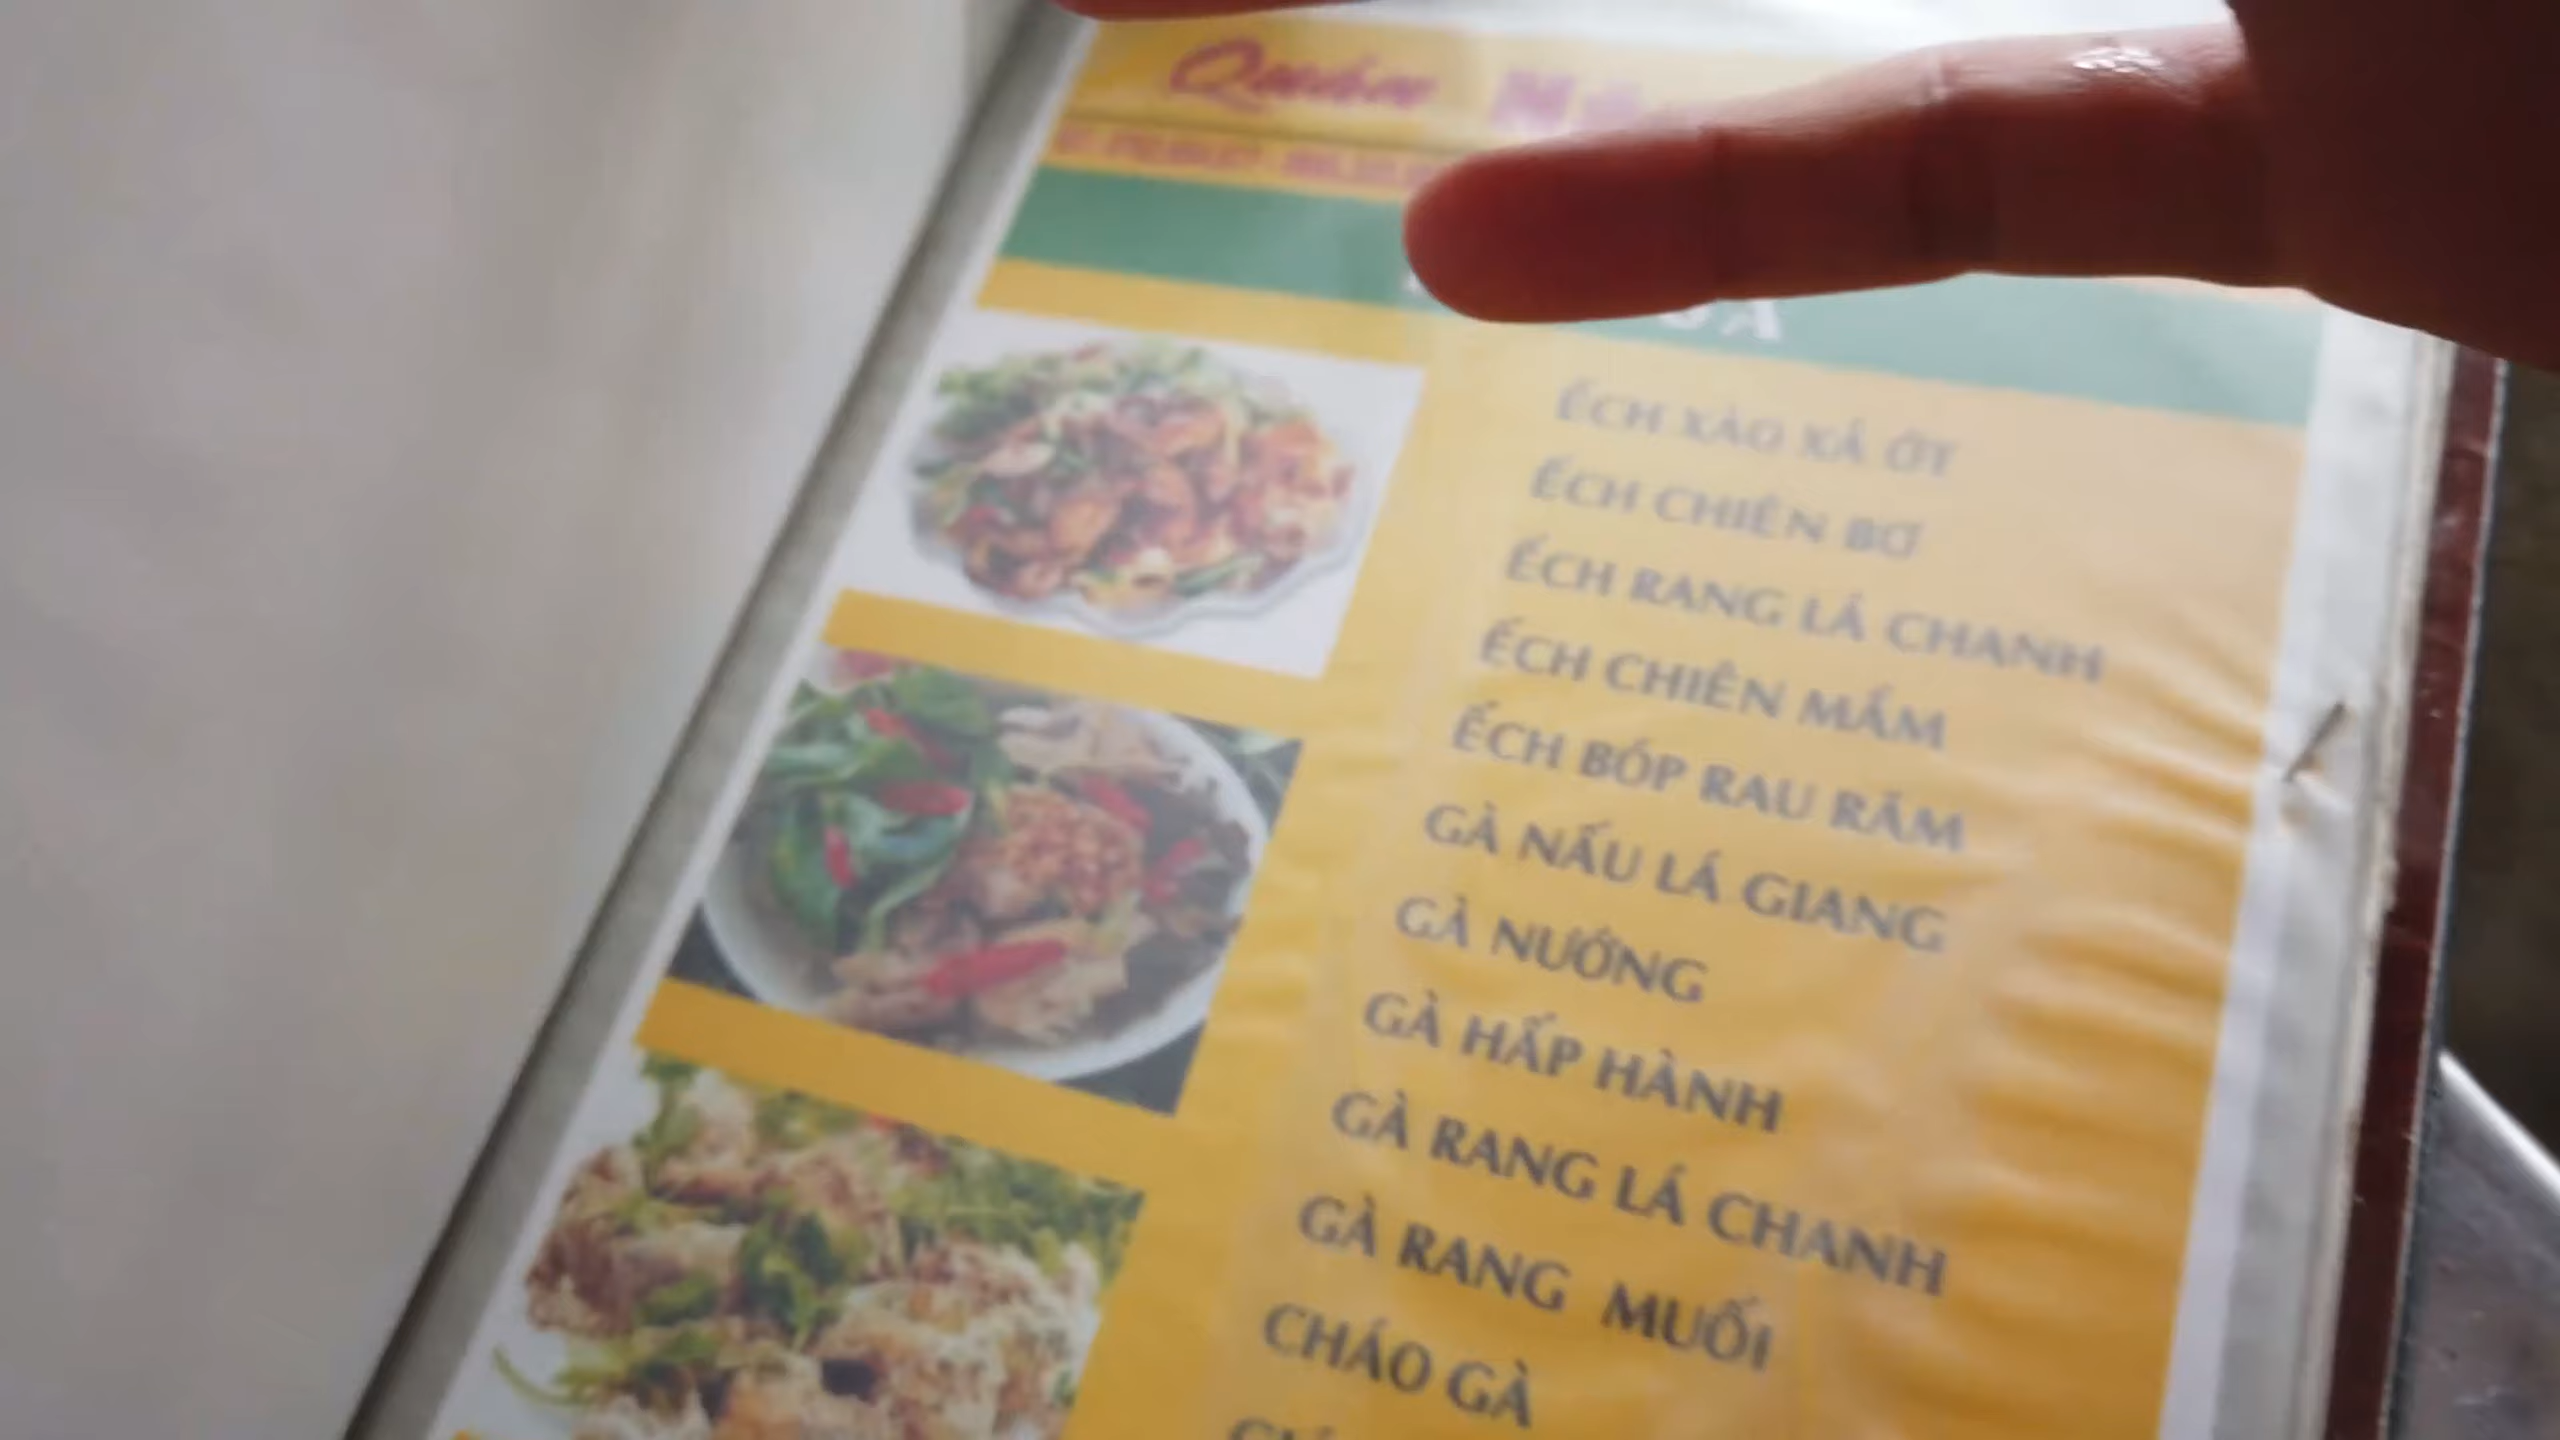 Quán
ẾCH XÀO XẢ ỚT
ẾCH CHIÊN BƠ
ẾCH RANG LÁ CHANH
ẾCH CHIÊN MẮM
ẾCH BÓP RAU RĂM
GÀ NẤU LÁ GIANG
GÀ NƯỚNG
GÀ HẤP HÀNH
GÀ RANG LÁ CHANH
GÀ RANG MUỐI
CHÁO GÀ